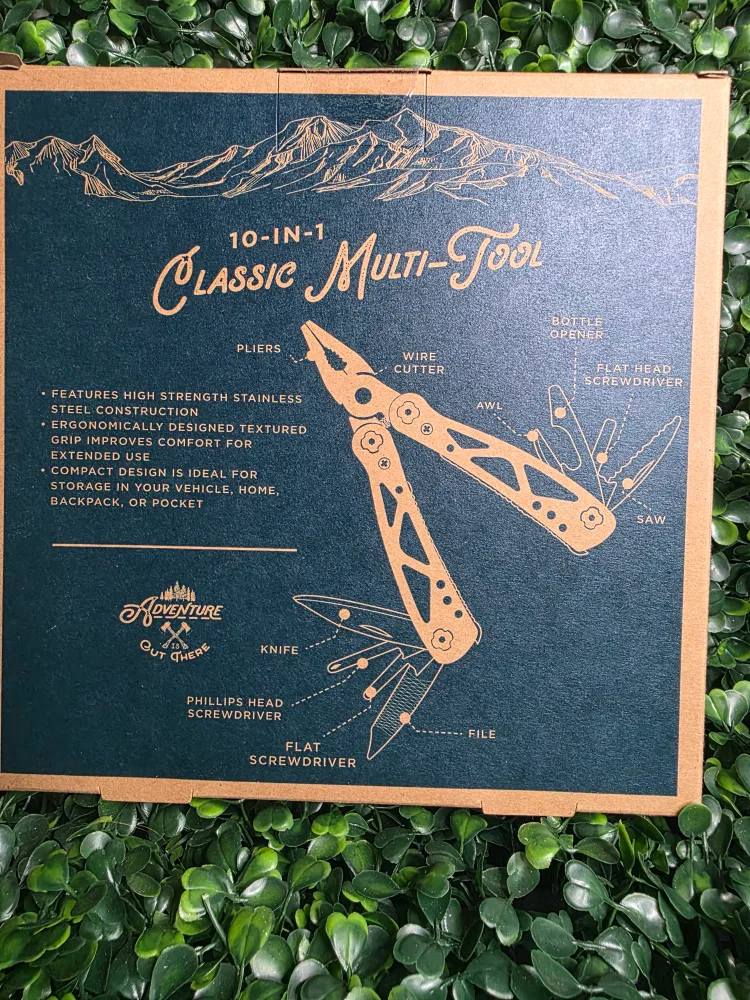 10-IN-1
CLASSIC MULTI-TOOL
PLIERS
WIRE
CUTTER
BOTTLE
OPENER
FLAT HEAD
SCREWDRIVER
AWL
SAW
• FEATURES HIGH STRENGTH STAINLESS
STEEL CONSTRUCTION
• ERGONOMICALLY DESIGNED TEXTURED
GRIP IMPROVES COMFORT FOR
EXTENDED USE
• COMPACT DESIGN IS IDEAL FOR
STORAGE IN YOUR VEHICLE, HOME,
BACKPACK, OR POCKET
ADVENTURE
IS
OUT THERE
KNIFE
PHILLIPS HEAD
SCREWDRIVER
FLAT
SCREWDRIVER
FILE